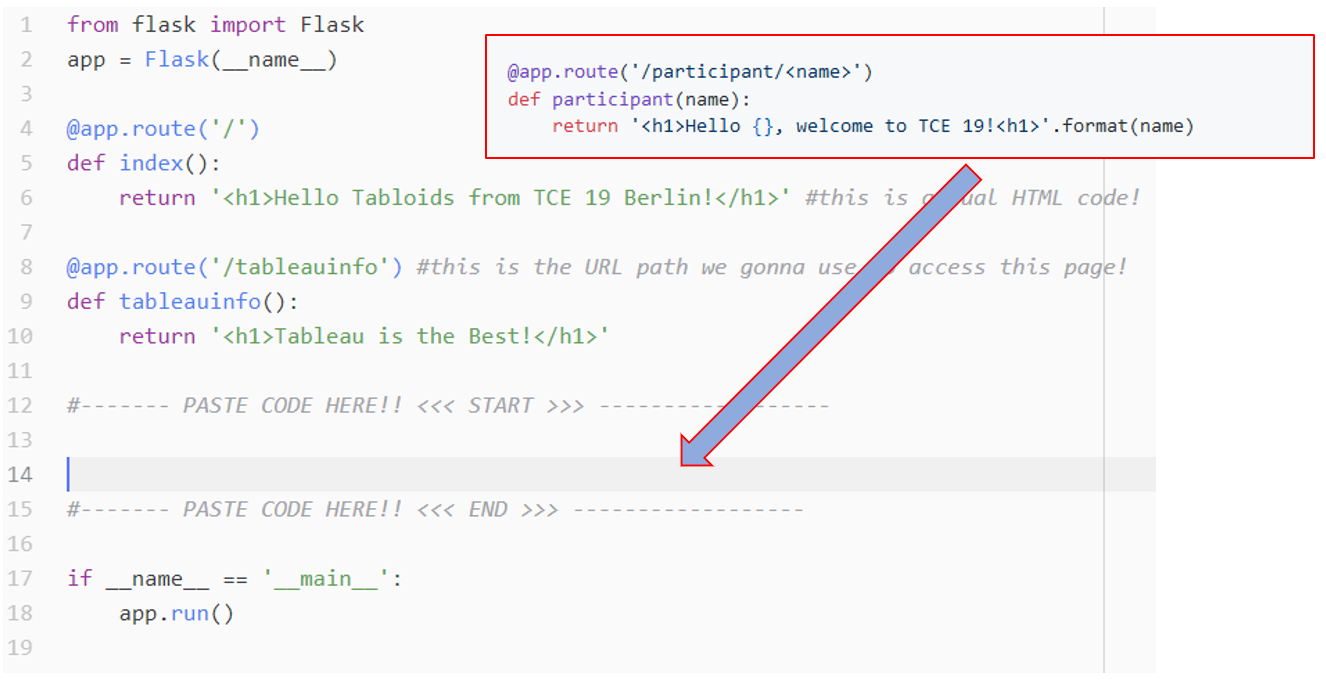 1 from flask import Flask
2 app = Flask(__name__)
3
4 @app.route('/')
5 def index():
6 return '<h1>Hello Tabloids from TCE 19 Berlin!</h1>' #this is HTML code!
7
8 @app.route('/tableauinfo') #this is the URL path we gonna use access this page!
9 def tableauinfo():
10 return '<h1>Tableau is the Best!</h1>'
11
12 #------- PASTE CODE HERE!! <<< START >>> ------------------
13
14
15 #------- PASTE CODE HERE!! <<< END >>> ------------------
16
17 if __name__ == '__main__':
18 app.run()
19
@app.route('/participant/<name>')
def participant(name):
return '<h1>Hello {}, welcome to TCE 19!<h1>'.format(name)